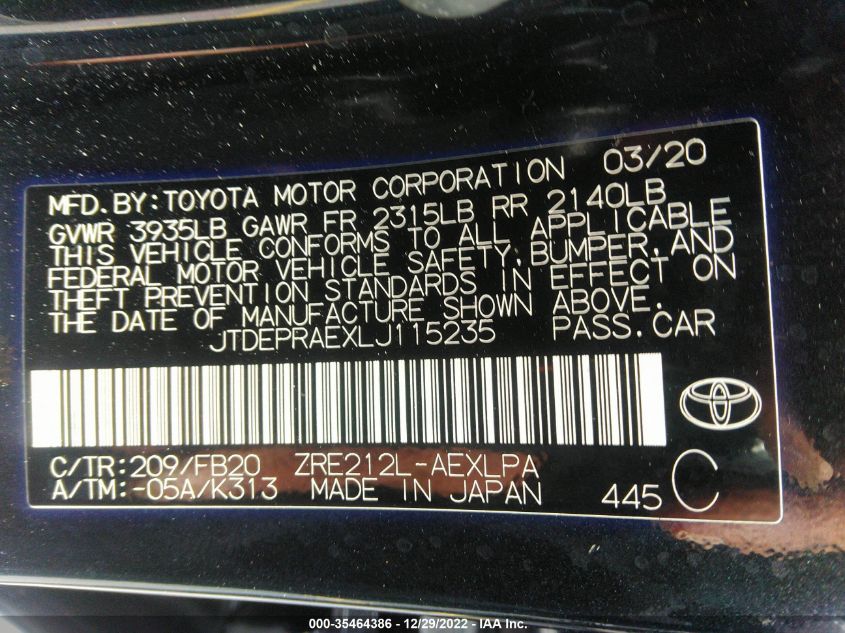 MFD. BY: TOYOTA MOTOR CORPORATION 03/20
GVWR 3935LB GAWR FR 2315LB RR 2140LB
THIS VEHICLE CONFORMS TO ALL APPLICABLE
FEDERAL MOTOR VEHICLE SAFETY, BUMPER, AND
THEFT PREVENTION STANDARDS IN EFFECT ON
THE DATE OF MANUFACTURE SHOWN ABOVE.
JTDEPRAEXLJ115235 PASS. CAR
C/TR: 209/FB20 ZRE212L-AEXLPA
A/TM: -05A/K313 MADE IN JAPAN 445 C
000-35464386 - 12/29/2022 - IAA Inc.